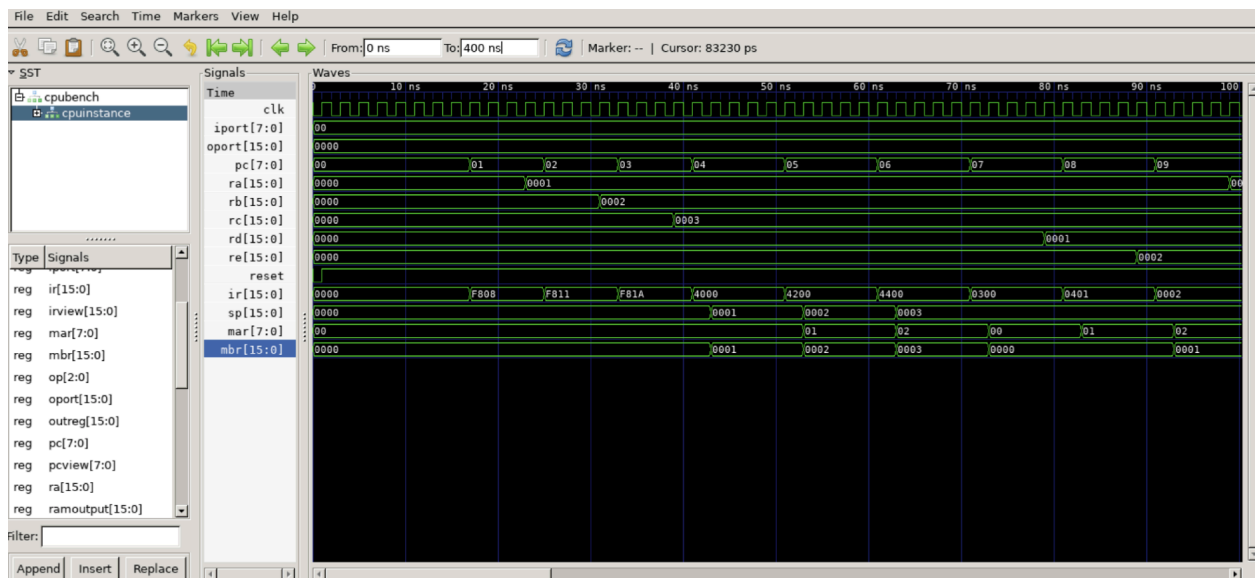 File Edit Search Time Markers View Help
From: 0 ns To: 400 ns Marker: -- | Cursor: 83230 ps
SST
cpubench
cpuinstance
Type Signals
reg ir[15:0]
reg irview[15:0]
reg mar[7:0]
reg mbr[15:0]
reg op[2:0]
reg oport[15:0]
reg outreg[15:0]
reg pc[7:0]
reg pcview[7:0]
reg ra[15:0]
reg ramoutput[15:0]
Filter:
Append Insert Replace
Signals
Waves
Time 10 ns 20 ns 30 ns 40 ns 50 ns 60 ns 70 ns 80 ns 90 ns 100
clk
iport[7:0] 00
oport[15:0] 0000
pc[7:0] 00 01 02 03 04 05 06 07 08 09
ra[15:0] 0000 0001 00
rb[15:0] 0000 0002
rc[15:0] 0000 0003
rd[15:0] 0000 0001
re[15:0] 0000 0002
reset
ir[15:0] 0000 F808 F811 F81A 4000 4200 4400 0300 0401 0002
sp[15:0] 0000 0001 0002 0003
mar[7:0] 00 01 02 00 01 02
mbr[15:0] 0000 0001 0002 0003 0000 0001